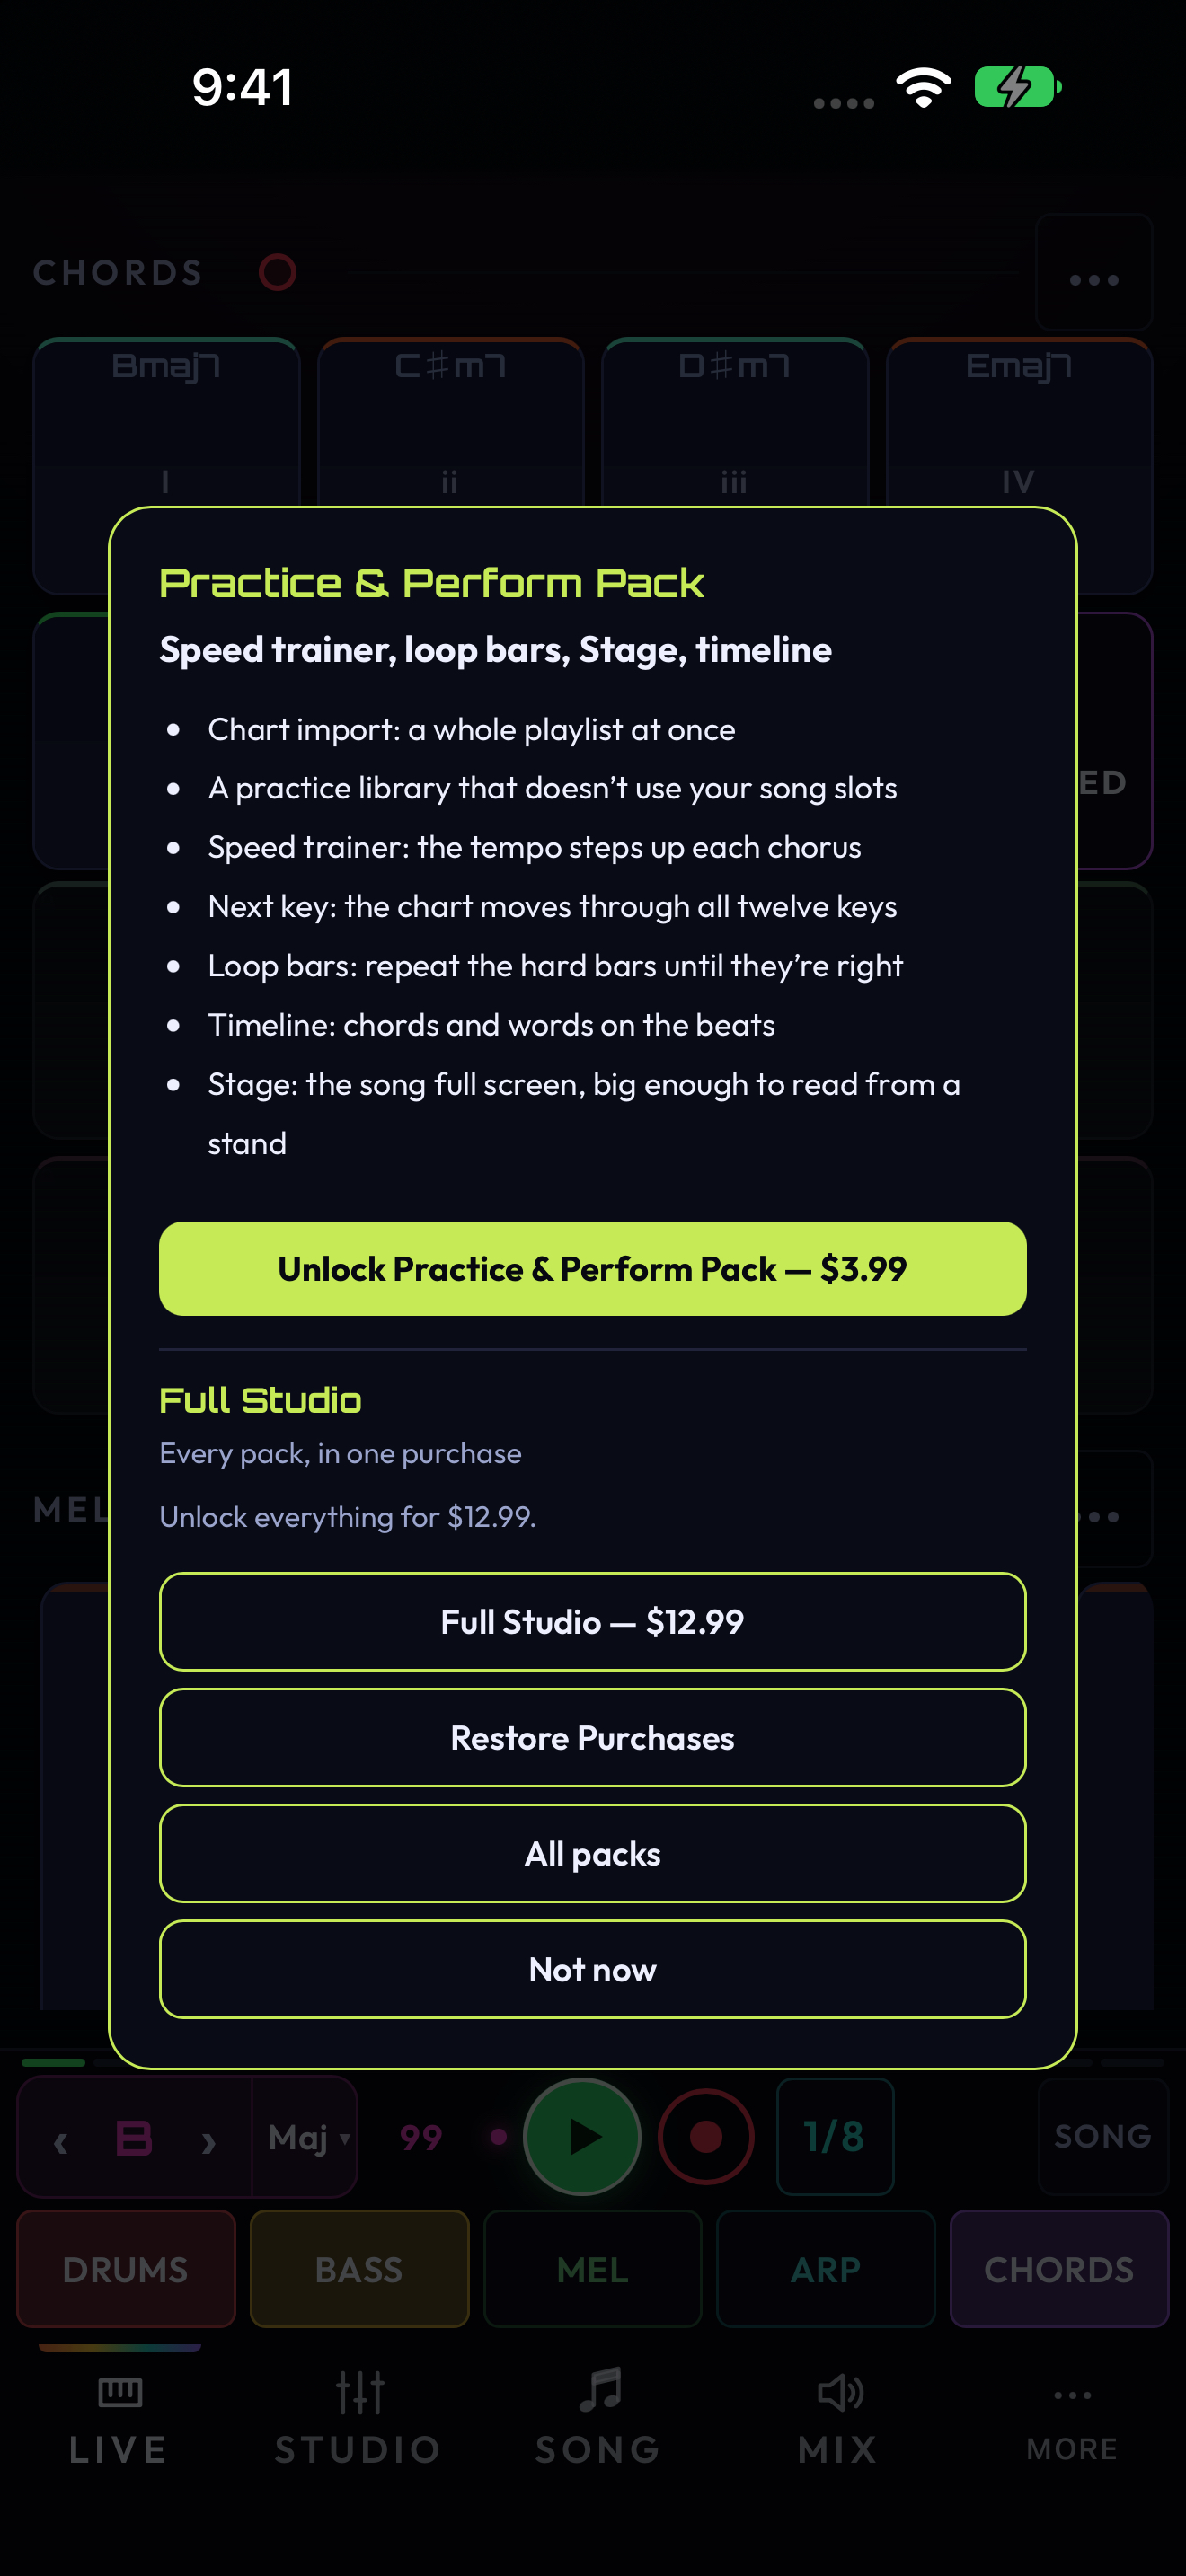 9:41
CHORDS
...
Bmaj7 C♯m7 D♯m7 Emaj7
I ii iii IV
Practice & Perform Pack
Speed trainer, loop bars, Stage, timeline
ED
• Chart import: a whole playlist at once
• A practice library that doesn’t use your song slots
• Speed trainer: the tempo steps up each chorus
• Next key: the chart moves through all twelve keys
• Loop bars: repeat the hard bars until they’re right
• Timeline: chords and words on the beats
• Stage: the song full screen, big enough to read from a
stand
Unlock Practice & Perform Pack — $3.99
Full Studio
Every pack, in one purchase
MEL
Unlock everything for $12.99.
Full Studio — $12.99
Restore Purchases
All packs
Not now
‹ B › Maj ▾ 99 1/8 SONG
DRUMS BASS MEL ARP CHORDS
LIVE STUDIO SONG MIX MORE